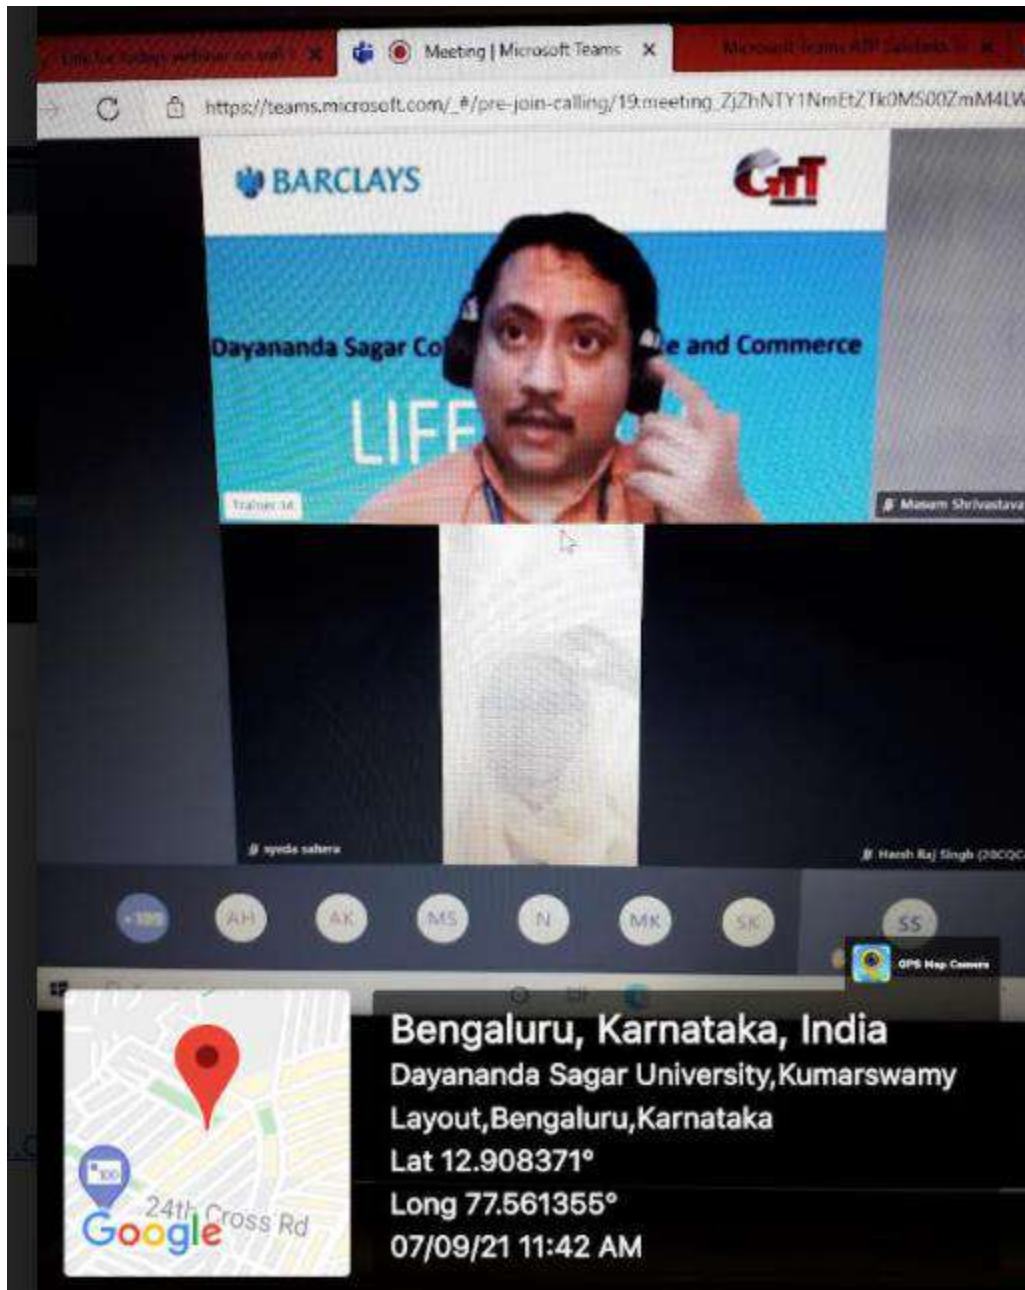 Meeting | Microsoft Teams
https://teams.microsoft.com/_#/pre-join-calling/19:meeting_
BARCLAYS
GTT
Dayananda Sagar Co
e and Commerce
LIFE
Trainer
Shrivastava
syeda sahera
Harsh Raj Singh
AH
AK
MS
N
MK
SK
SS
GPS Map Camera
Bengaluru, Karnataka, India
Dayananda Sagar University,Kumarswamy
Layout,Bengaluru,Karnataka
Lat 12.908371°
Long 77.561355°
07/09/21 11:42 AM
24th Cross Rd
Google